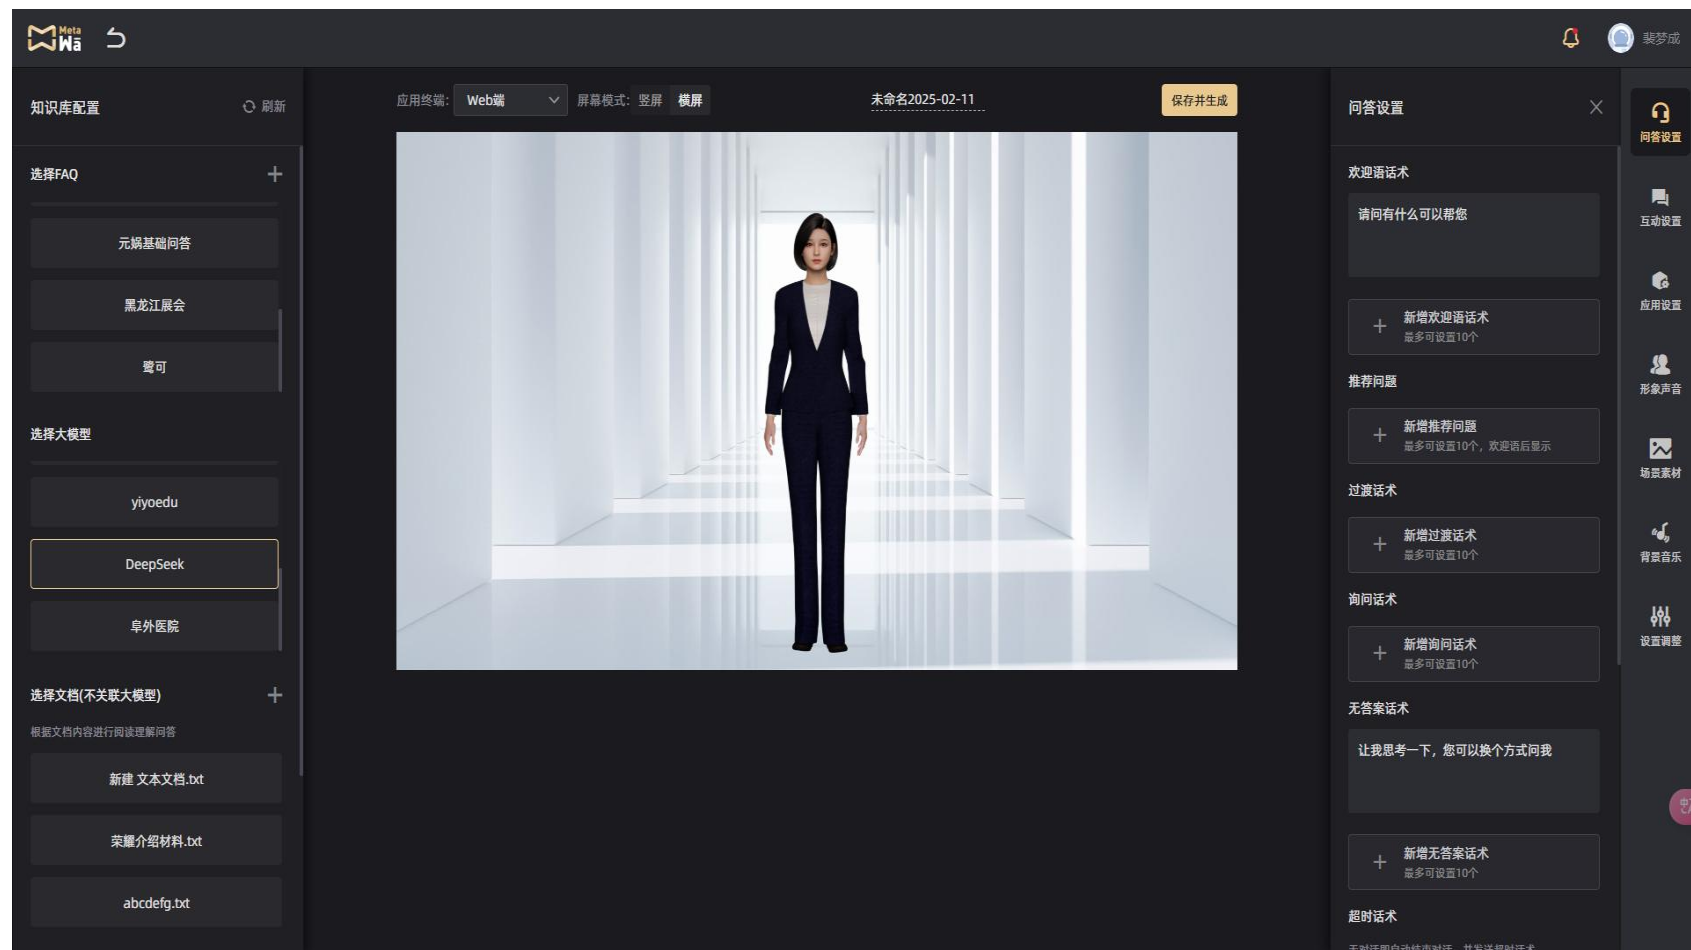 Meta
Wā
裴梦成
知识库配置
刷新
选择FAQ
元娲基础问答
黑龙江展会
鹭可
选择大模型
yiyoedu
DeepSeek
阜外医院
选择文档(不关联大模型)
根据文档内容进行阅读理解问答
新建 文本文档.txt
荣耀介绍材料.txt
abcdefg.txt
应用终端:
Web端
屏幕模式:
竖屏
横屏
未命名2025-02-11
保存并生成
问答设置
欢迎语话术
请问有什么可以帮您
新增欢迎语话术
最多可设置10个
推荐问题
新增推荐问题
最多可设置10个，欢迎语后显示
过渡话术
新增过渡话术
最多可设置10个
询问话术
新增询问话术
最多可设置10个
无答案话术
让我思考一下，您可以换个方式问我
新增无答案话术
最多可设置10个
超时话术
问答设置
互动设置
应用设置
形象声音
场景素材
背景音乐
设置调整